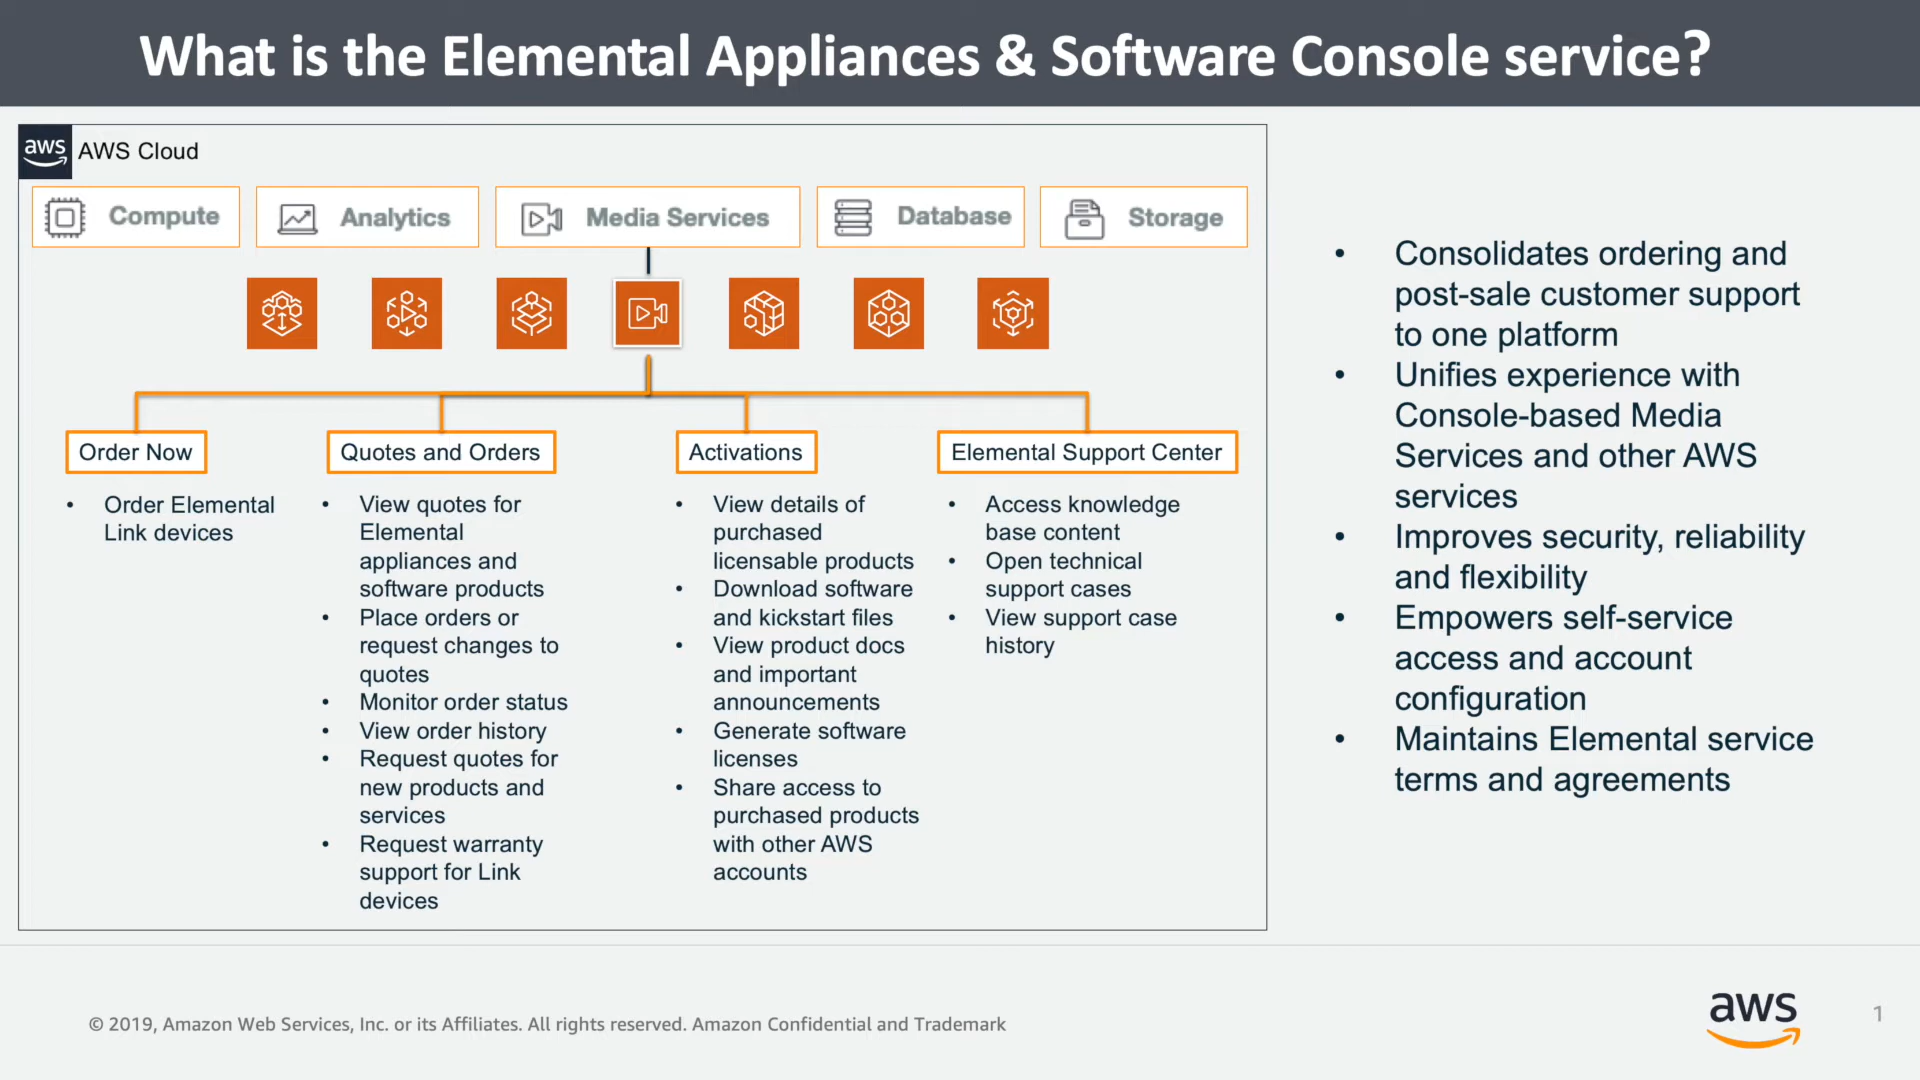 What is the Elemental Appliances & Software Console service?
aws AWS Cloud
Compute
Analytics
Media Services
Database
Storage
Order Now
• Order Elemental
Link devices
Quotes and Orders
• View quotes for
Elemental
appliances and
software products
• Place orders or
request changes to
quotes
• Monitor order status
• View order history
• Request quotes for
new products and
services
• Request warranty
support for Link
devices
Activations
• View details of
purchased
licensable products
• Download software
and kickstart files
• View product docs
and important
announcements
• Generate software
licenses
• Share access to
purchased products
with other AWS
accounts
Elemental Support Center
• Access knowledge
base content
• Open technical
support cases
• View support case
history
• Consolidates ordering and
post-sale customer support
to one platform
• Unifies experience with
Console-based Media
Services and other AWS
services
• Improves security, reliability
and flexibility
• Empowers self-service
access and account
configuration
• Maintains Elemental service
terms and agreements
© 2019, Amazon Web Services, Inc. or its Affiliates. All rights reserved. Amazon Confidential and Trademark
aws
1